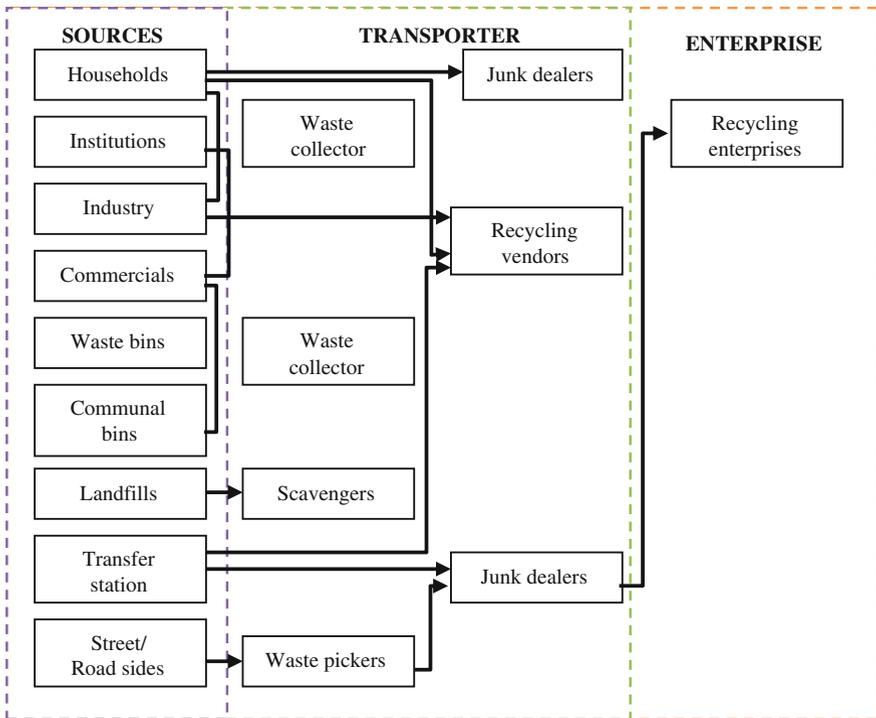 SOURCES
TRANSPORTER
ENTERPRISE
Households
Junk dealers
Institutions
Waste
collector
Recycling
enterprises
Industry
Recycling
vendors
Commercials
Waste bins
Waste
collector
Communal
bins
Landfills
Scavengers
Transfer
station
Junk dealers
Street/
Road sides
Waste pickers